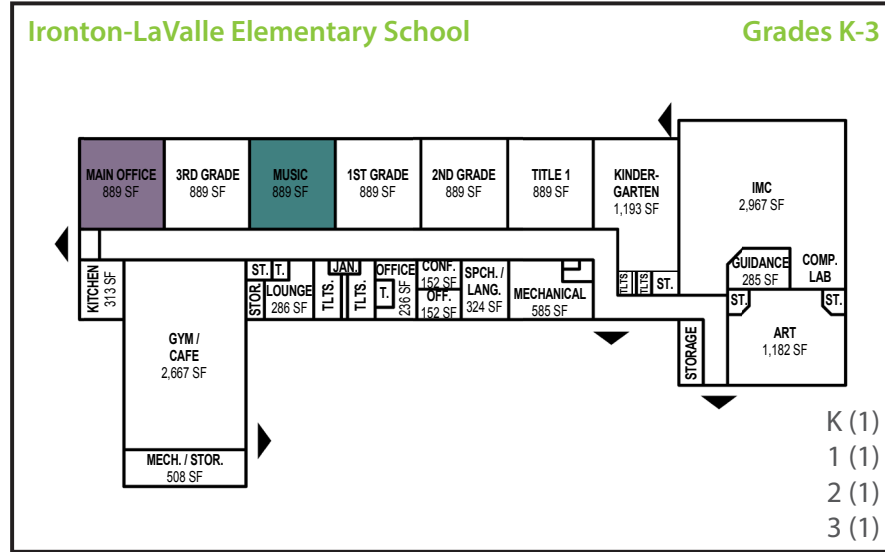 Ironton-LaValle Elementary School
Grades K-3
MAIN OFFICE
889 SF
3RD GRADE
889 SF
MUSIC
889 SF
1ST GRADE
889 SF
2ND GRADE
889 SF
TITLE 1
889 SF
KINDER-
GARTEN
1,193 SF
IMC
2,967 SF
GUIDANCE
285 SF
COMP.
LAB
KITCHEN
313 SF
ST.
T.
STOR.
LOUNGE
286 SF
TLTS.
JAN.
TLTS.
OFFICE
236 SF
T.
CONF.
152 SF
OFF.
152 SF
SPCH. /
LANG.
324 SF
MECHANICAL
585 SF
TLTS
TLTS
ST.
ST.
ST.
ART
1,182 SF
STORAGE
GYM /
CAFE
2,667 SF
MECH. / STOR.
508 SF
K (1)
1 (1)
2 (1)
3 (1)